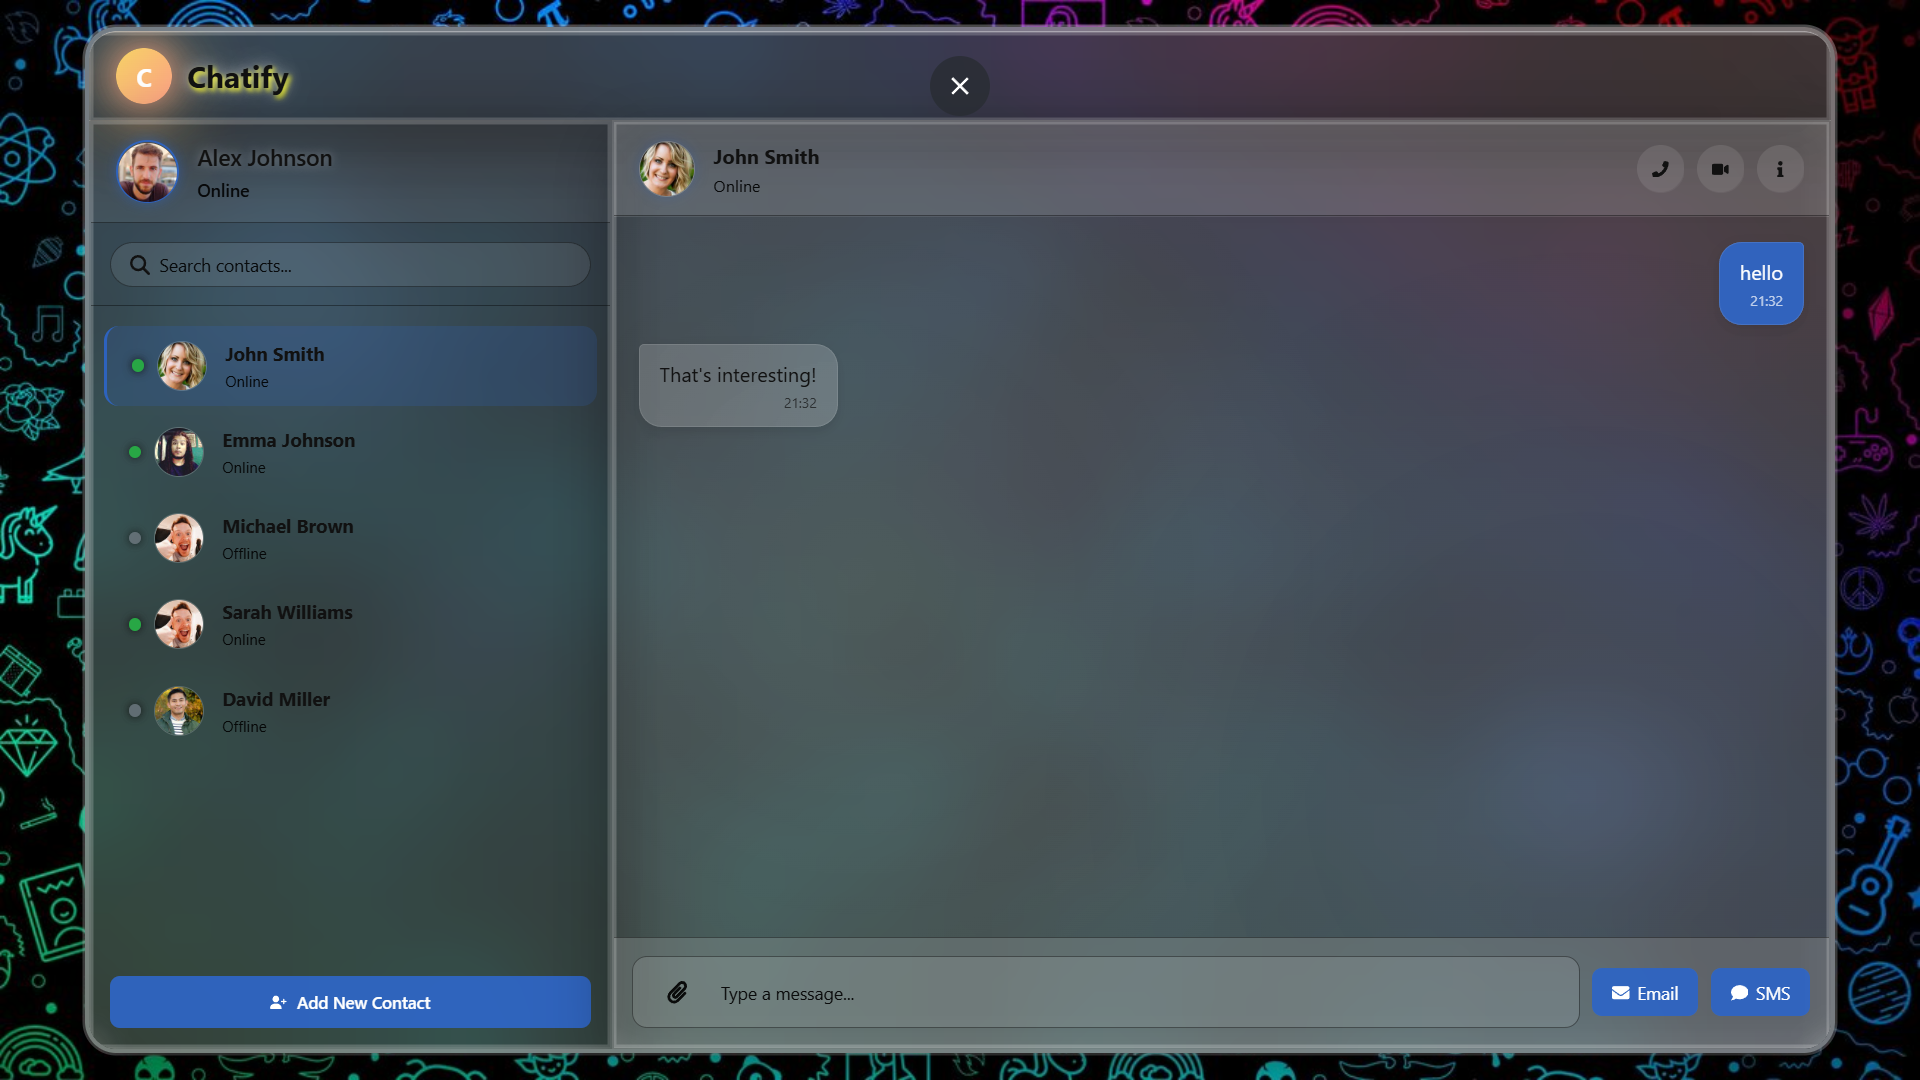 C
Chatify
Alex Johnson
Online
Search contacts...
John Smith
Online
Emma Johnson
Online
Michael Brown
Offline
Sarah Williams
Online
David Miller
Offline
Add New Contact
John Smith
Online
hello
21:32
That's interesting!
21:32
Type a message...
Email
SMS